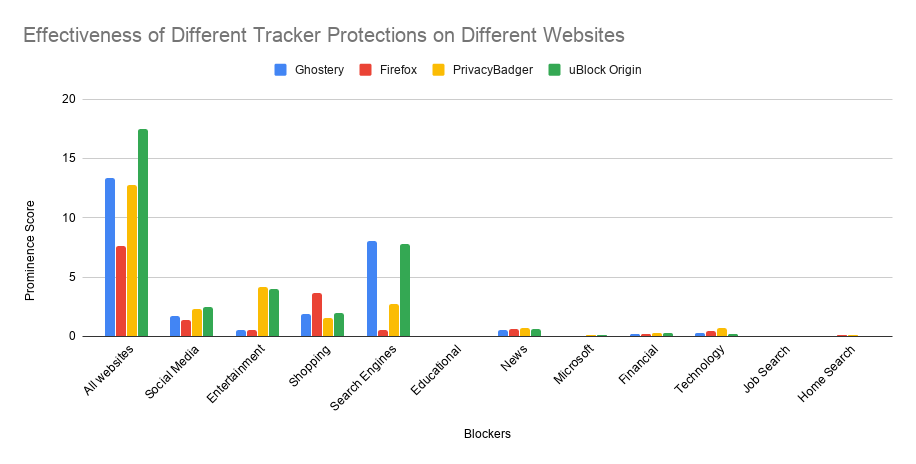 Effectiveness of Different Tracker Protections on Different Websites
Ghostery Firefox PrivacyBadger uBlock Origin
Prominence Score
20
15
10
5
0
All websites
Social Media
Entertainment
Shopping
Search Engines
Educational
News
Microsoft
Financial
Technology
Job Search
Home Search
Blockers